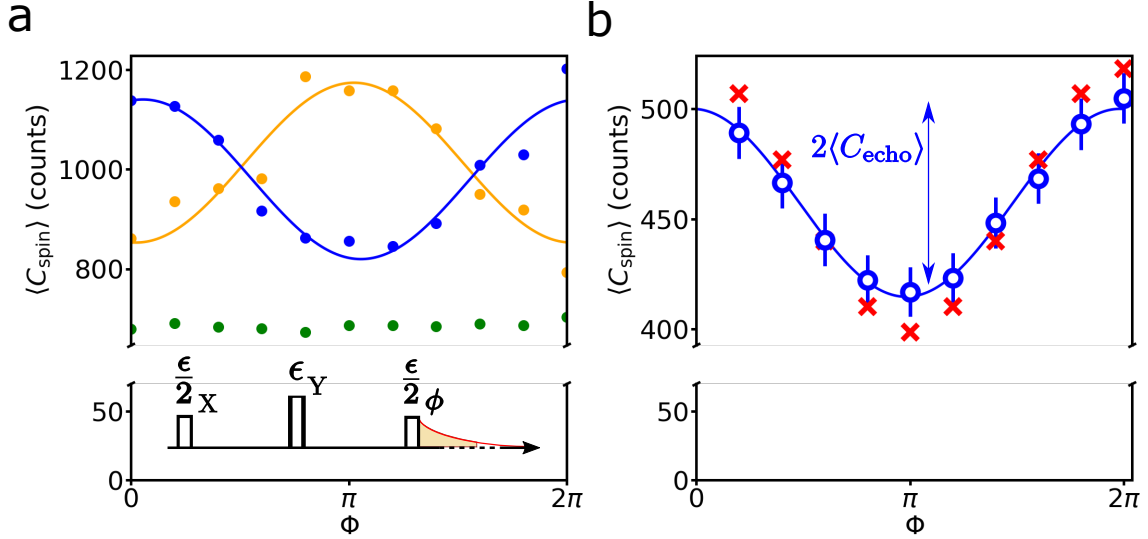 a
⟨C_spin⟩ (counts)
1200
1000
800
50
0
ϵ/2 X
ϵ Y
ϵ/2 ϕ
0
π
2π
Φ
b
⟨C_spin⟩ (counts)
500
450
400
50
0
2⟨C_echo⟩
0
π
2π
Φ